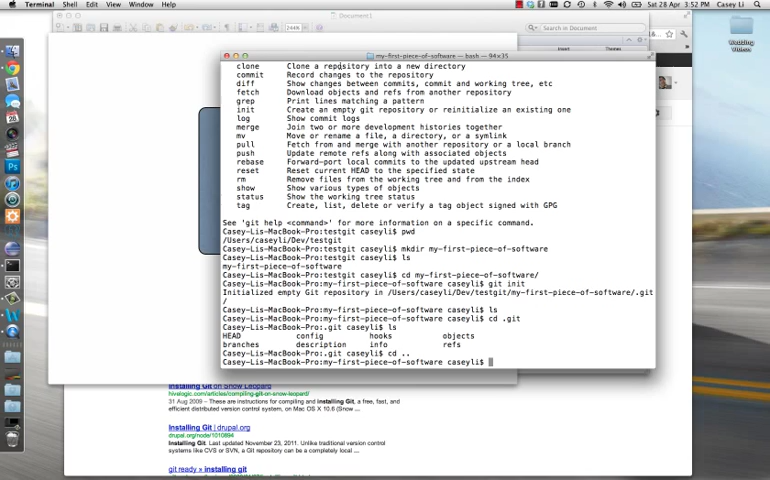 Terminal Shell Edit View Window Help
Sat 28 Apr 3:52 PM Casey Li
Document1
244%
Search in Document
Insert
Themes
Wedding
Videos
my-first-piece-of-software — bash — 94×35
clone Clone a repository into a new directory
commit Record changes to the repository
diff Show changes between commits, commit and working tree, etc
fetch Download objects and refs from another repository
grep Print lines matching a pattern
init Create an empty git repository or reinitialize an existing one
log Show commit logs
merge Join two or more development histories together
mv Move or rename a file, a directory, or a symlink
pull Fetch from and merge with another repository or a local branch
push Update remote refs along with associated objects
rebase Forward-port local commits to the updated upstream head
reset Reset current HEAD to the specified state
rm Remove files from the working tree and from the index
show Show various types of objects
status Show the working tree status
tag Create, list, delete or verify a tag object signed with GPG
See 'git help <command>' for more information on a specific command.
Casey-Lis-MacBook-Pro:testgit caseyli$ pwd
/Users/caseyli/Dev/testgit
Casey-Lis-MacBook-Pro:testgit caseyli$ mkdir my-first-piece-of-software
Casey-Lis-MacBook-Pro:testgit caseyli$ ls
my-first-piece-of-software
Casey-Lis-MacBook-Pro:testgit caseyli$ cd my-first-piece-of-software/
Casey-Lis-MacBook-Pro:my-first-piece-of-software caseyli$ git init
Initialized empty Git repository in /Users/caseyli/Dev/testgit/my-first-piece-of-software/.git
/
Casey-Lis-MacBook-Pro:my-first-piece-of-software caseyli$ ls
Casey-Lis-MacBook-Pro:my-first-piece-of-software caseyli$ cd .git
Casey-Lis-MacBook-Pro:.git caseyli$ ls
HEAD config hooks objects
branches description info refs
Casey-Lis-MacBook-Pro:.git caseyli$ cd ..
Casey-Lis-MacBook-Pro:my-first-piece-of-software caseyli$
Installing Git on Snow Leopard
hivelogic.com/articles/compiling-git-on-snow-leopard/
31 Aug 2009 – These are instructions for compiling and installing Git, a free, fast, and
efficient distributed version control system, on Mac OS X 10.6 (Snow ...
Installing Git | drupal.org
drupal.org/node/1010894
Installing Git. Last updated November 23, 2011. Unlike traditional version control
systems like CVS or SVN, a Git repository can be a completely local ...
git ready » installing git